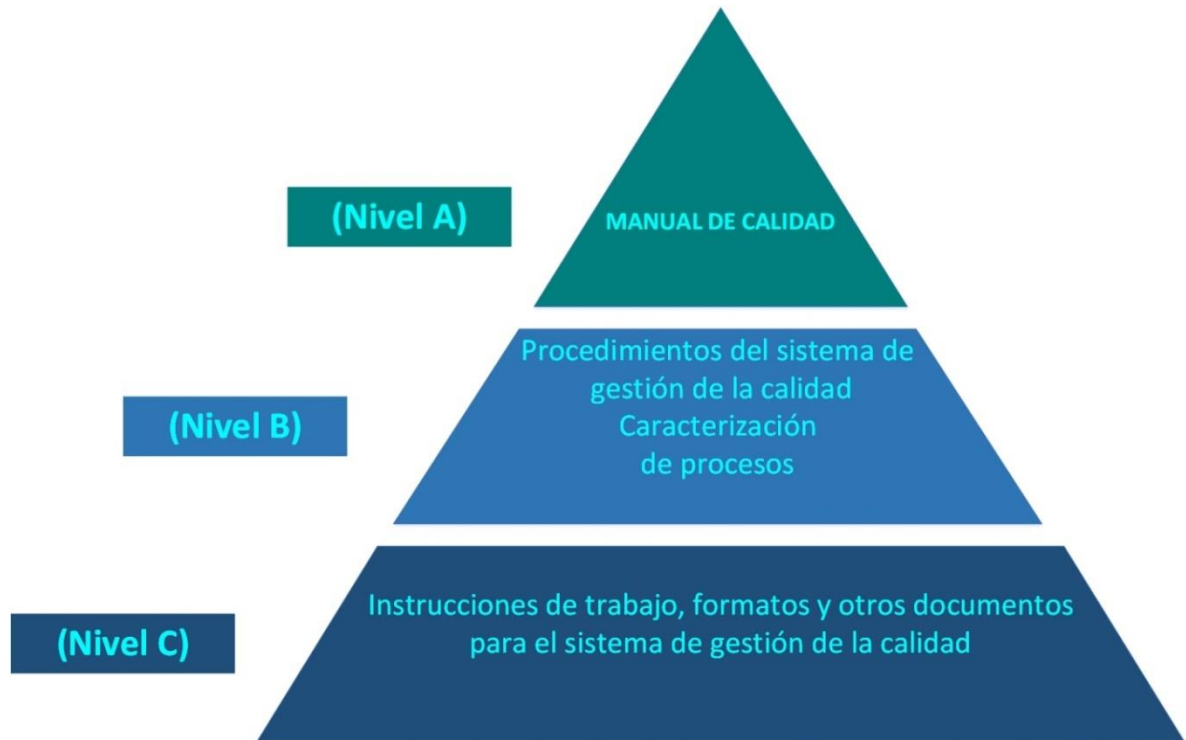 (Nivel A)
MANUAL DE CALIDAD
(Nivel B)
Procedimientos del sistema de
gestión de la calidad
Caracterización
de procesos
(Nivel C)
Instrucciones de trabajo, formatos y otros documentos
para el sistema de gestión de la calidad